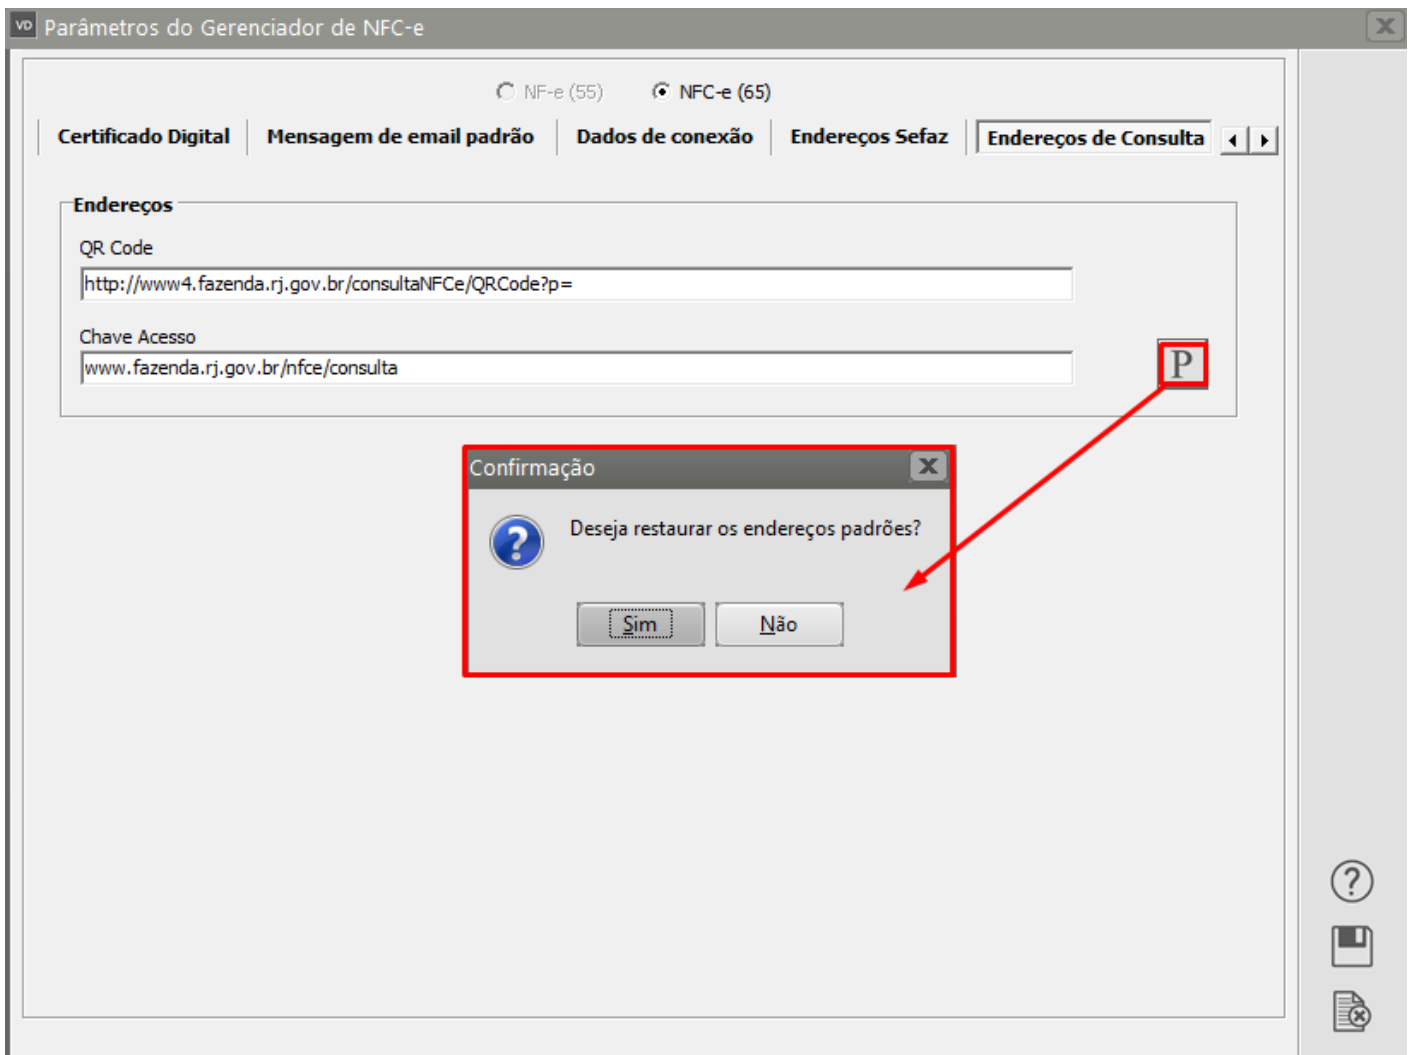 VD Parâmetros do Gerenciador de NFC-e
NF-e (55) NFC-e (65)
Certificado Digital Mensagem de email padrão Dados de conexão Endereços Sefaz Endereços de Consulta
Endereços
QR Code
http://www4.fazenda.rj.gov.br/consultaNFCe/QRCode?p=
Chave Acesso
www.fazenda.rj.gov.br/nfce/consulta
P
Confirmação
Deseja restaurar os endereços padrões?
Sim Não